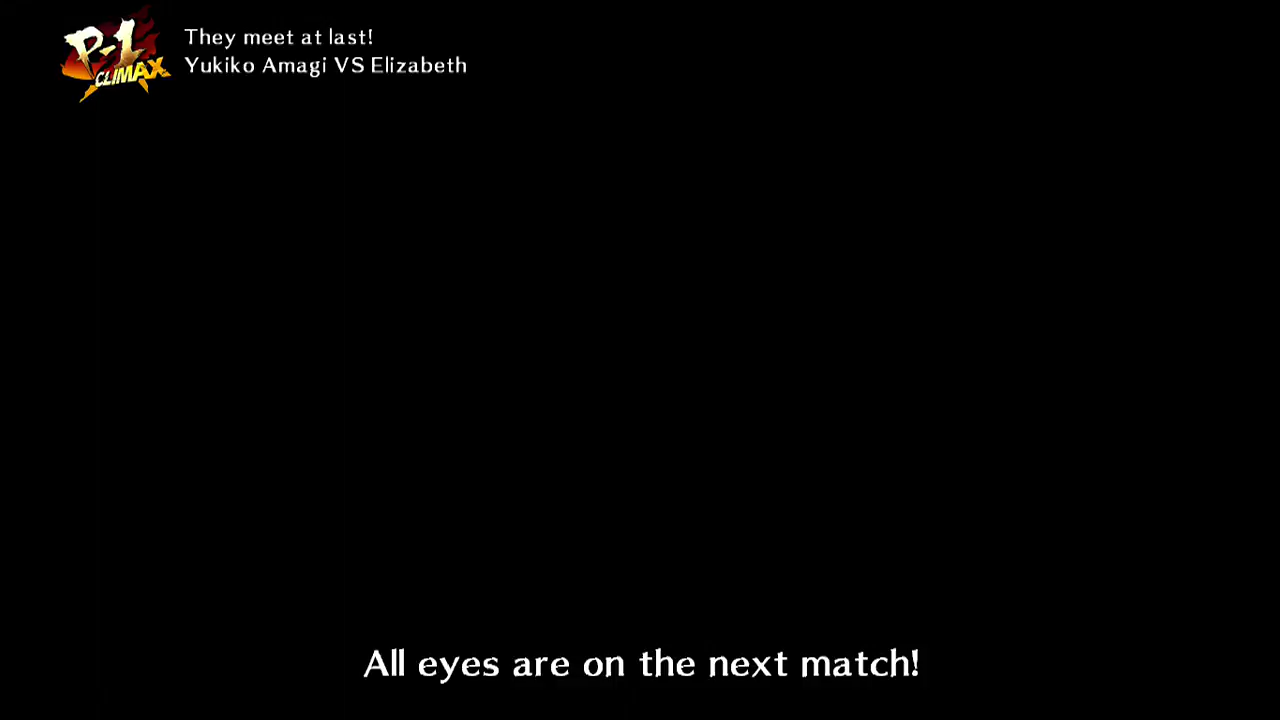 P-1
CLIMAX
They meet at last!
Yukiko Amagi VS Elizabeth
All eyes are on the next match!